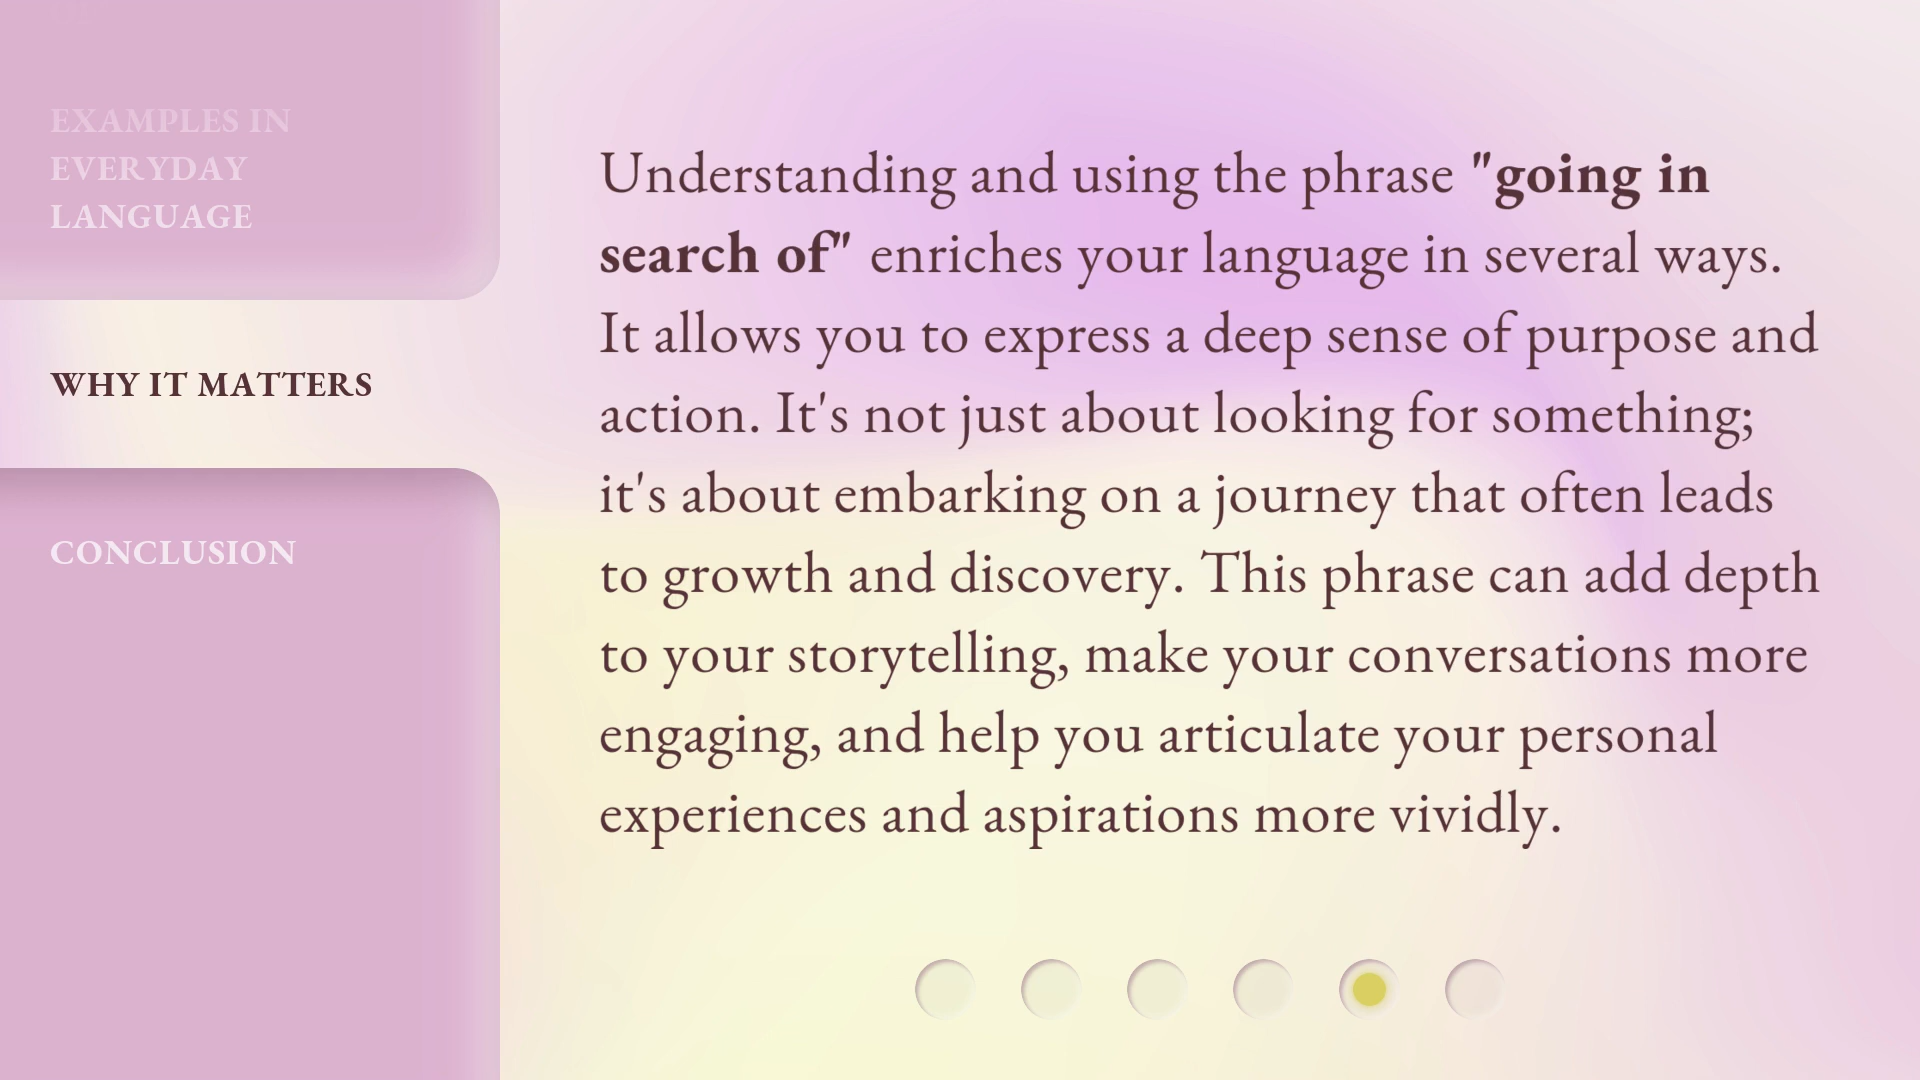 EXAMPLES IN
EVERYDAY
LANGUAGE
WHY IT MATTERS
CONCLUSION
Understanding and using the phrase "going in
search of" enriches your language in several ways.
It allows you to express a deep sense of purpose and
action. It's not just about looking for something;
it's about embarking on a journey that often leads
to growth and discovery. This phrase can add depth
to your storytelling, make your conversations more
engaging, and help you articulate your personal
experiences and aspirations more vividly.